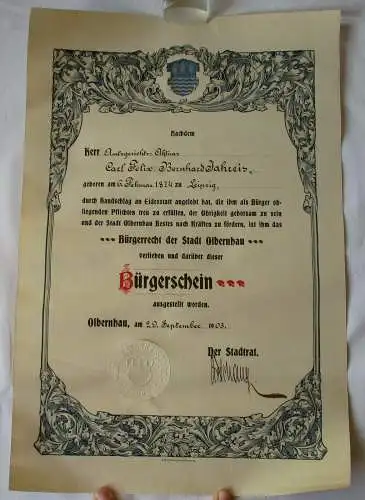 Nachdem
Herr Amtsgerichts-Aktuar
Carl Felix Bernhard Jahreis,
geboren am 6. Februar 1874 zu Leipzig,
durch Handschlag an Eidesstatt angelobt hat, die ihm als Bürger ob-
liegenden Pflichten treu zu erfüllen, der Obrigkeit gehorsam zu sein
und der Stadt Olbernhau Bestes nach Kräften zu fördern, ist ihm das
Bürgerrecht der Stadt Olbernhau
verliehen und darüber dieser
Bürgerschein
ausgestellt worden.
Olbernhau, am 29. September 1903.
Der Stadtrat.